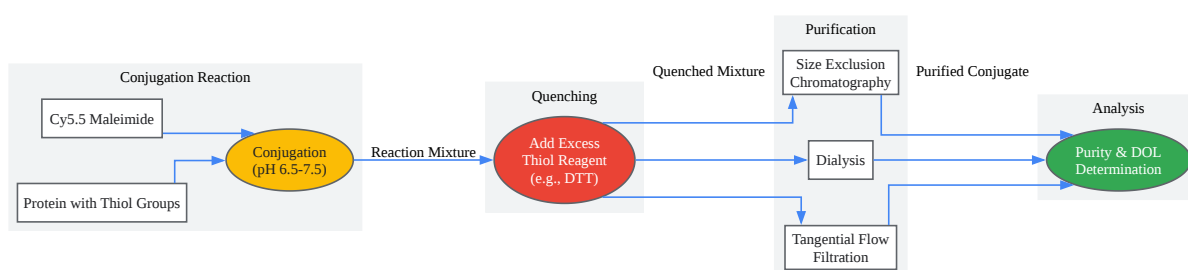 Conjugation Reaction
Cy5.5 Maleimide
Protein with Thiol Groups
Conjugation
(pH 6.5-7.5)
Reaction Mixture
Quenching
Add Excess
Thiol Reagent
(e.g., DTT)
Quenched Mixture
Purification
Size Exclusion
Chromatography
Dialysis
Tangential Flow
Filtration
Purified Conjugate
Analysis
Purity & DOL
Determination